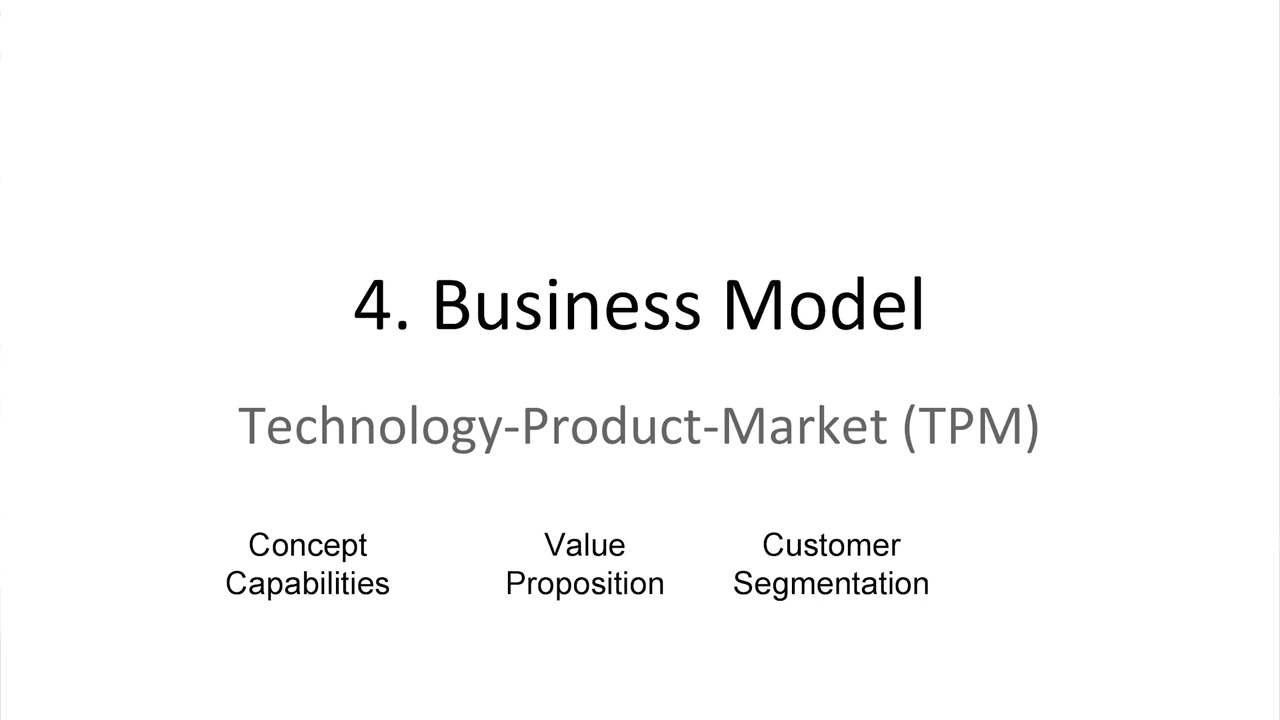 4. Business Model
Technology-Product-Market (TPM)
Concept Capabilities
Value Proposition
Customer Segmentation